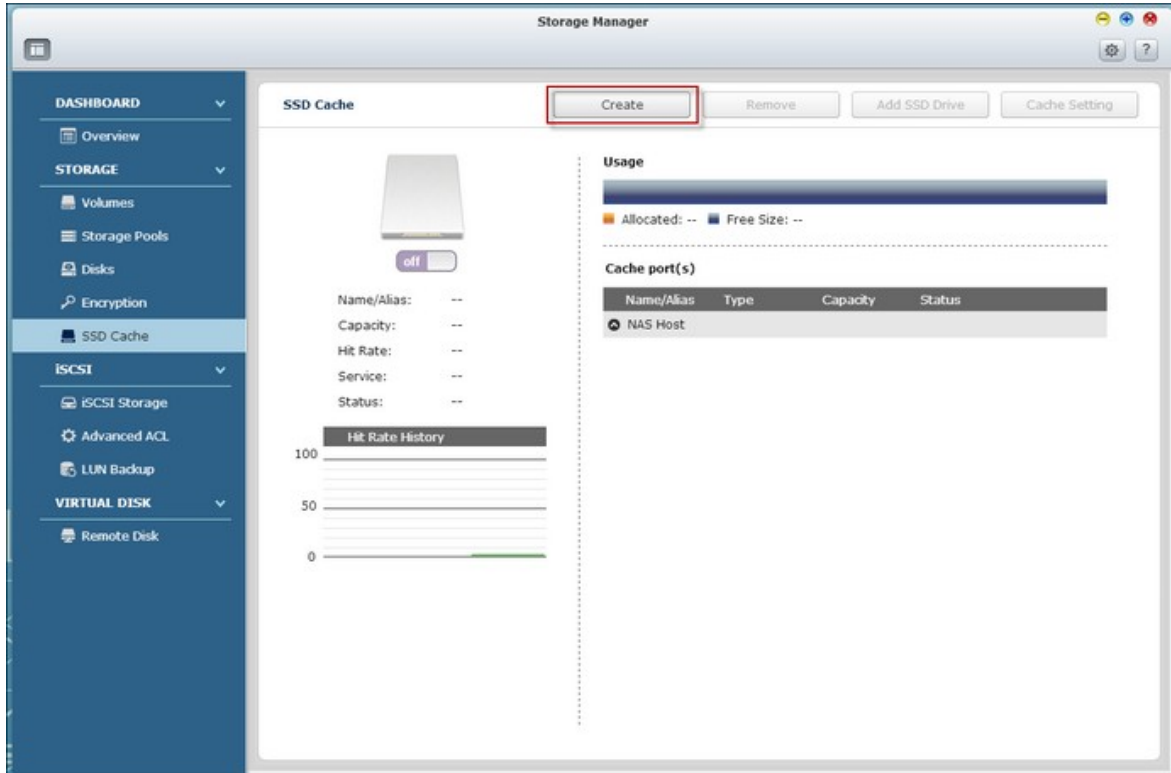 Storage Manager
?
DASHBOARD
Overview
STORAGE
Volumes
Storage Pools
Disks
Encryption
SSD Cache
iSCSI
iSCSI Storage
Advanced ACL
LUN Backup
VIRTUAL DISK
Remote Disk
SSD Cache Create Remove Add SSD Drive Cache Setting
off
Name/Alias: --
Capacity: --
Hit Rate: --
Service: --
Status: --
Hit Rate History
100
50
0
Usage
Allocated: -- Free Size: --
Cache port(s)
Name/Alias Type Capacity Status
NAS Host